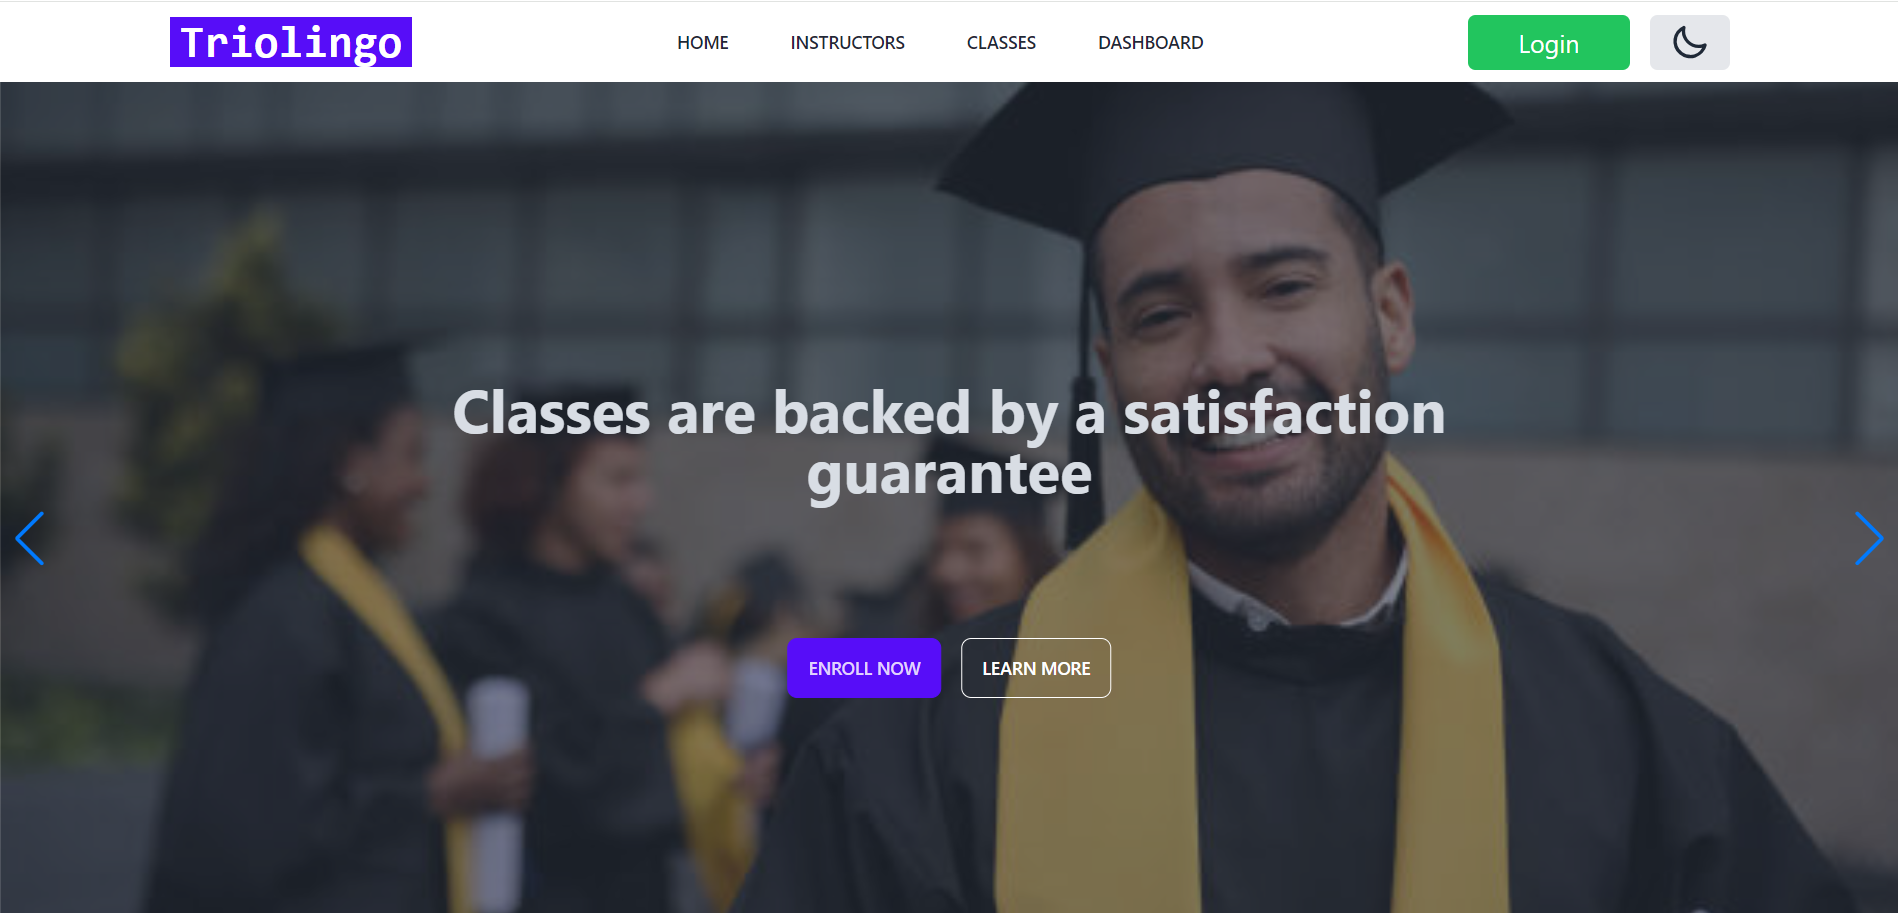 Triolingo
HOME
INSTRUCTORS
CLASSES
DASHBOARD
Login
Classes are backed by a satisfaction
guarantee
ENROLL NOW
LEARN MORE